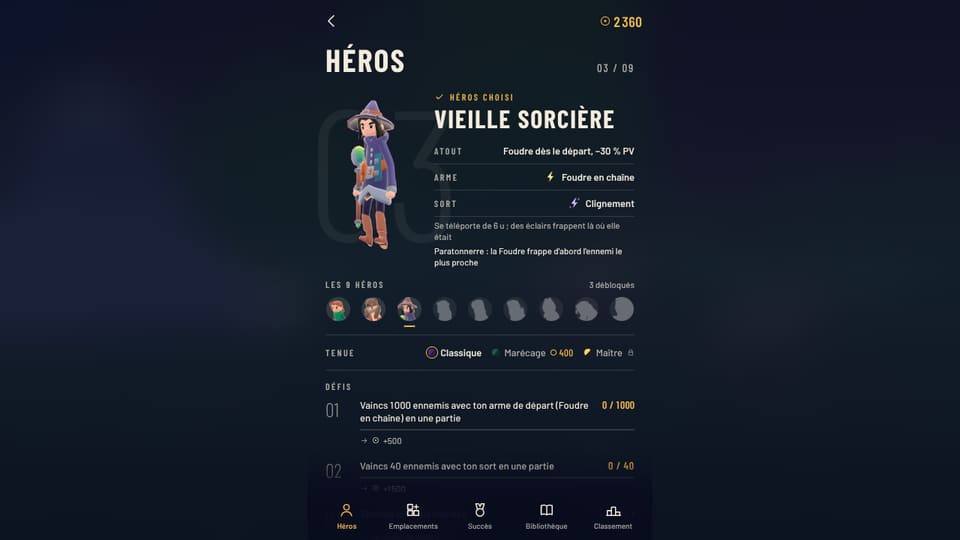 2 360
HÉROS
03 / 09
03
HÉROS CHOISI
VIEILLE SORCIÈRE
ATOUT Foudre dès le départ, −30 % PV
ARME Foudre en chaîne
SORT Clignement
Se téléporte de 6 u ; des éclairs frappent là où elle
était
Paratonnerre : la Foudre frappe d'abord l'ennemi le
plus proche
LES 9 HÉROS 3 débloqués
TENUE Classique Marécage 400 Maître
DÉFIS
01 Vaincs 1000 ennemis avec ton arme de départ (Foudre 0 / 1000
en chaîne) en une partie
→ +500
02 Vaincs 40 ennemis avec ton sort en une partie 0 / 40
Héros Emplacements Succès Bibliothèque Classement